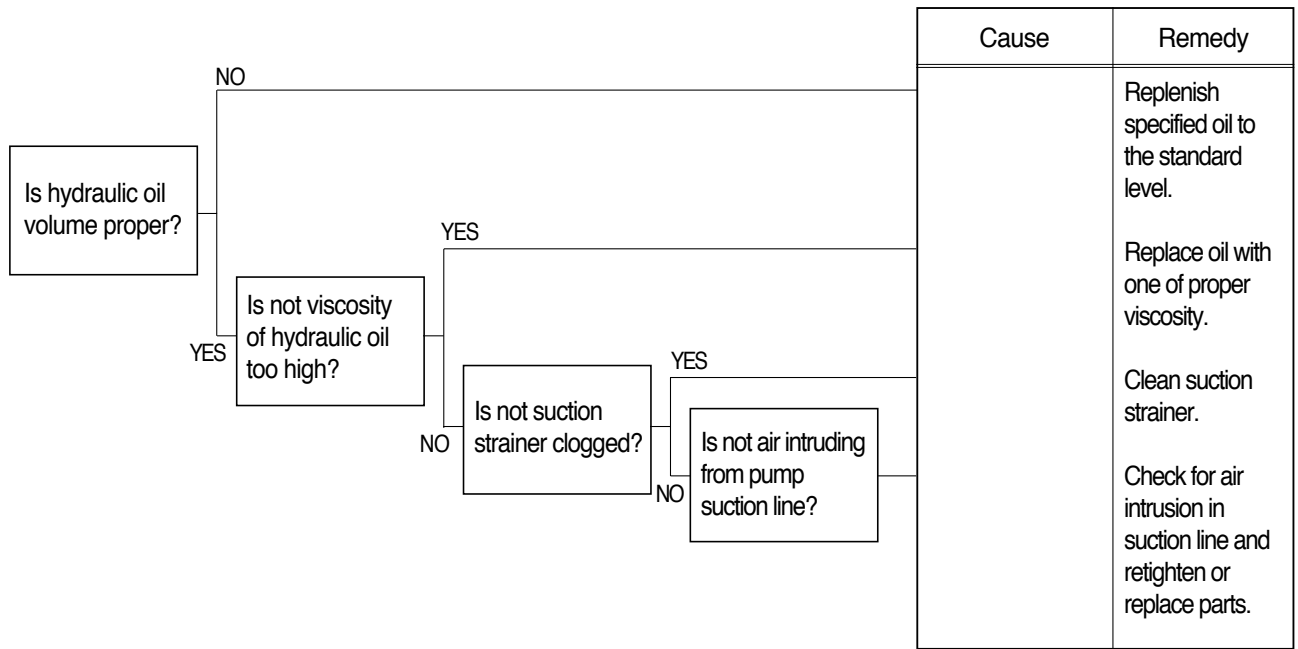 Cause
Remedy
NO
Is hydraulic oil
volume proper?
YES
Is not viscosity
of hydraulic oil
too high?
YES
NO
Is not suction
strainer clogged?
YES
NO
Is not air intruding
from pump
suction line?
Replenish
specified oil to
the standard
level.
Replace oil with
one of proper
viscosity.
Clean suction
strainer.
Check for air
intrusion in
suction line and
retighten or
replace parts.